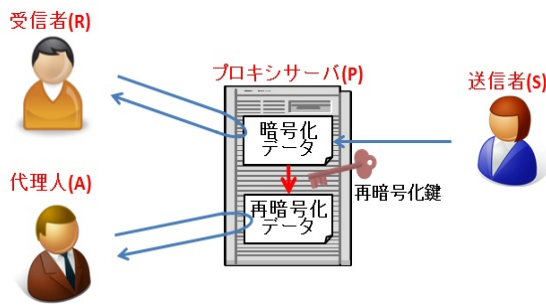 受信者(R)
プロキシサーバ(P)
送信者(S)
暗号化
データ
代理人(A)
再暗号化鍵
再暗号化
データ